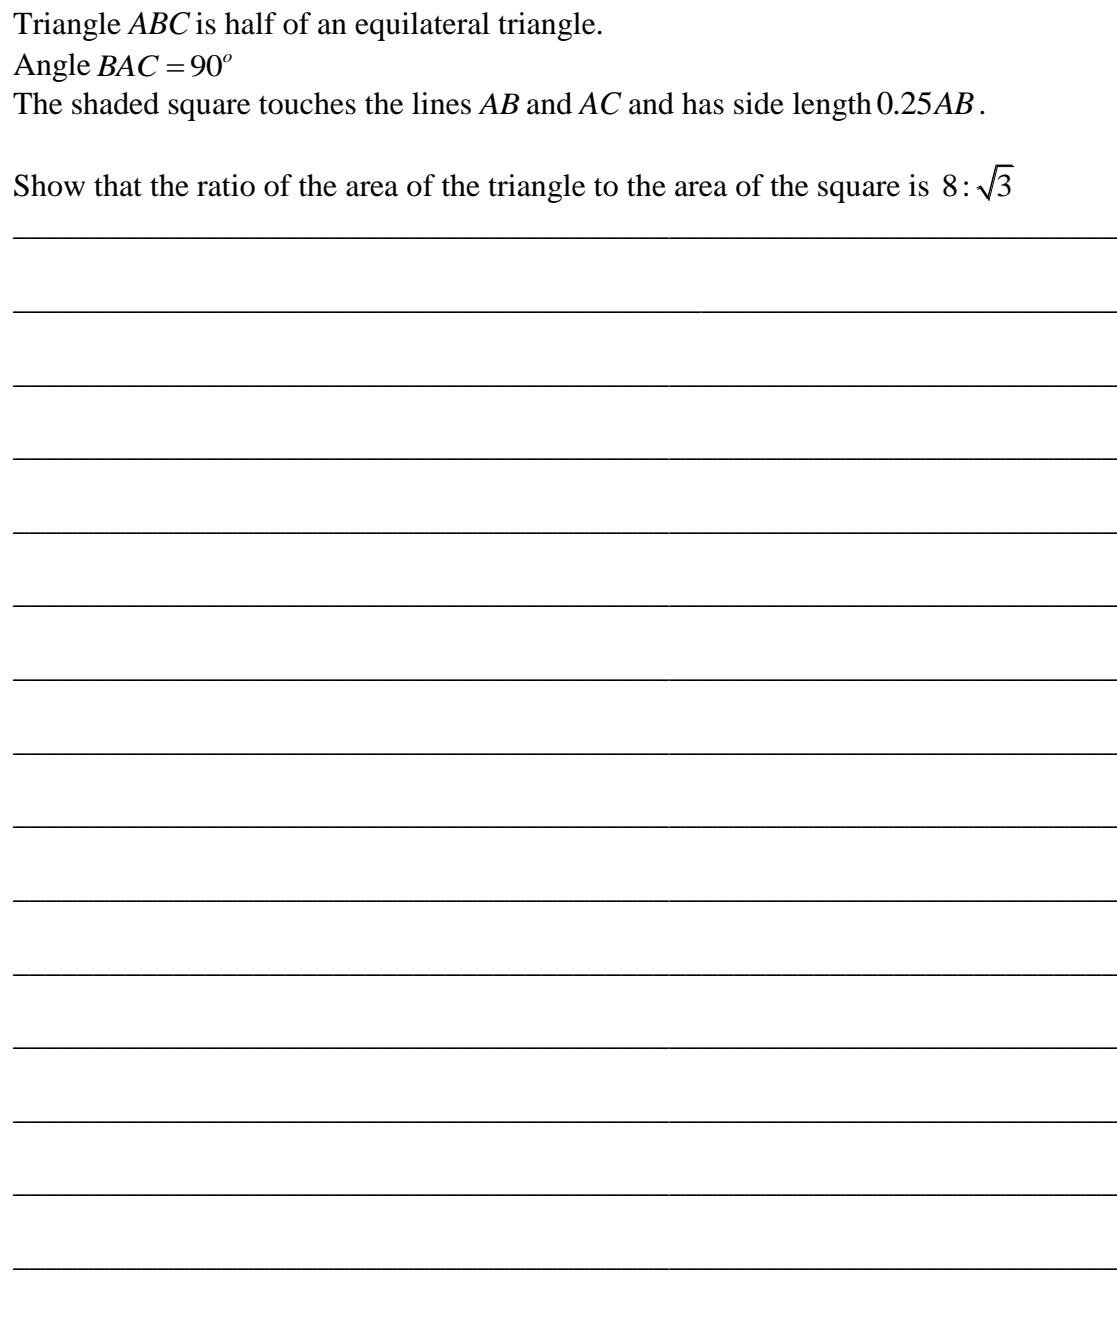 Triangle ABC is half of an equilateral triangle.
Angle BAC = 90°
The shaded square touches the lines AB and AC and has side length 0.25AB.
Show that the ratio of the area of the triangle to the area of the square is 8 : √3